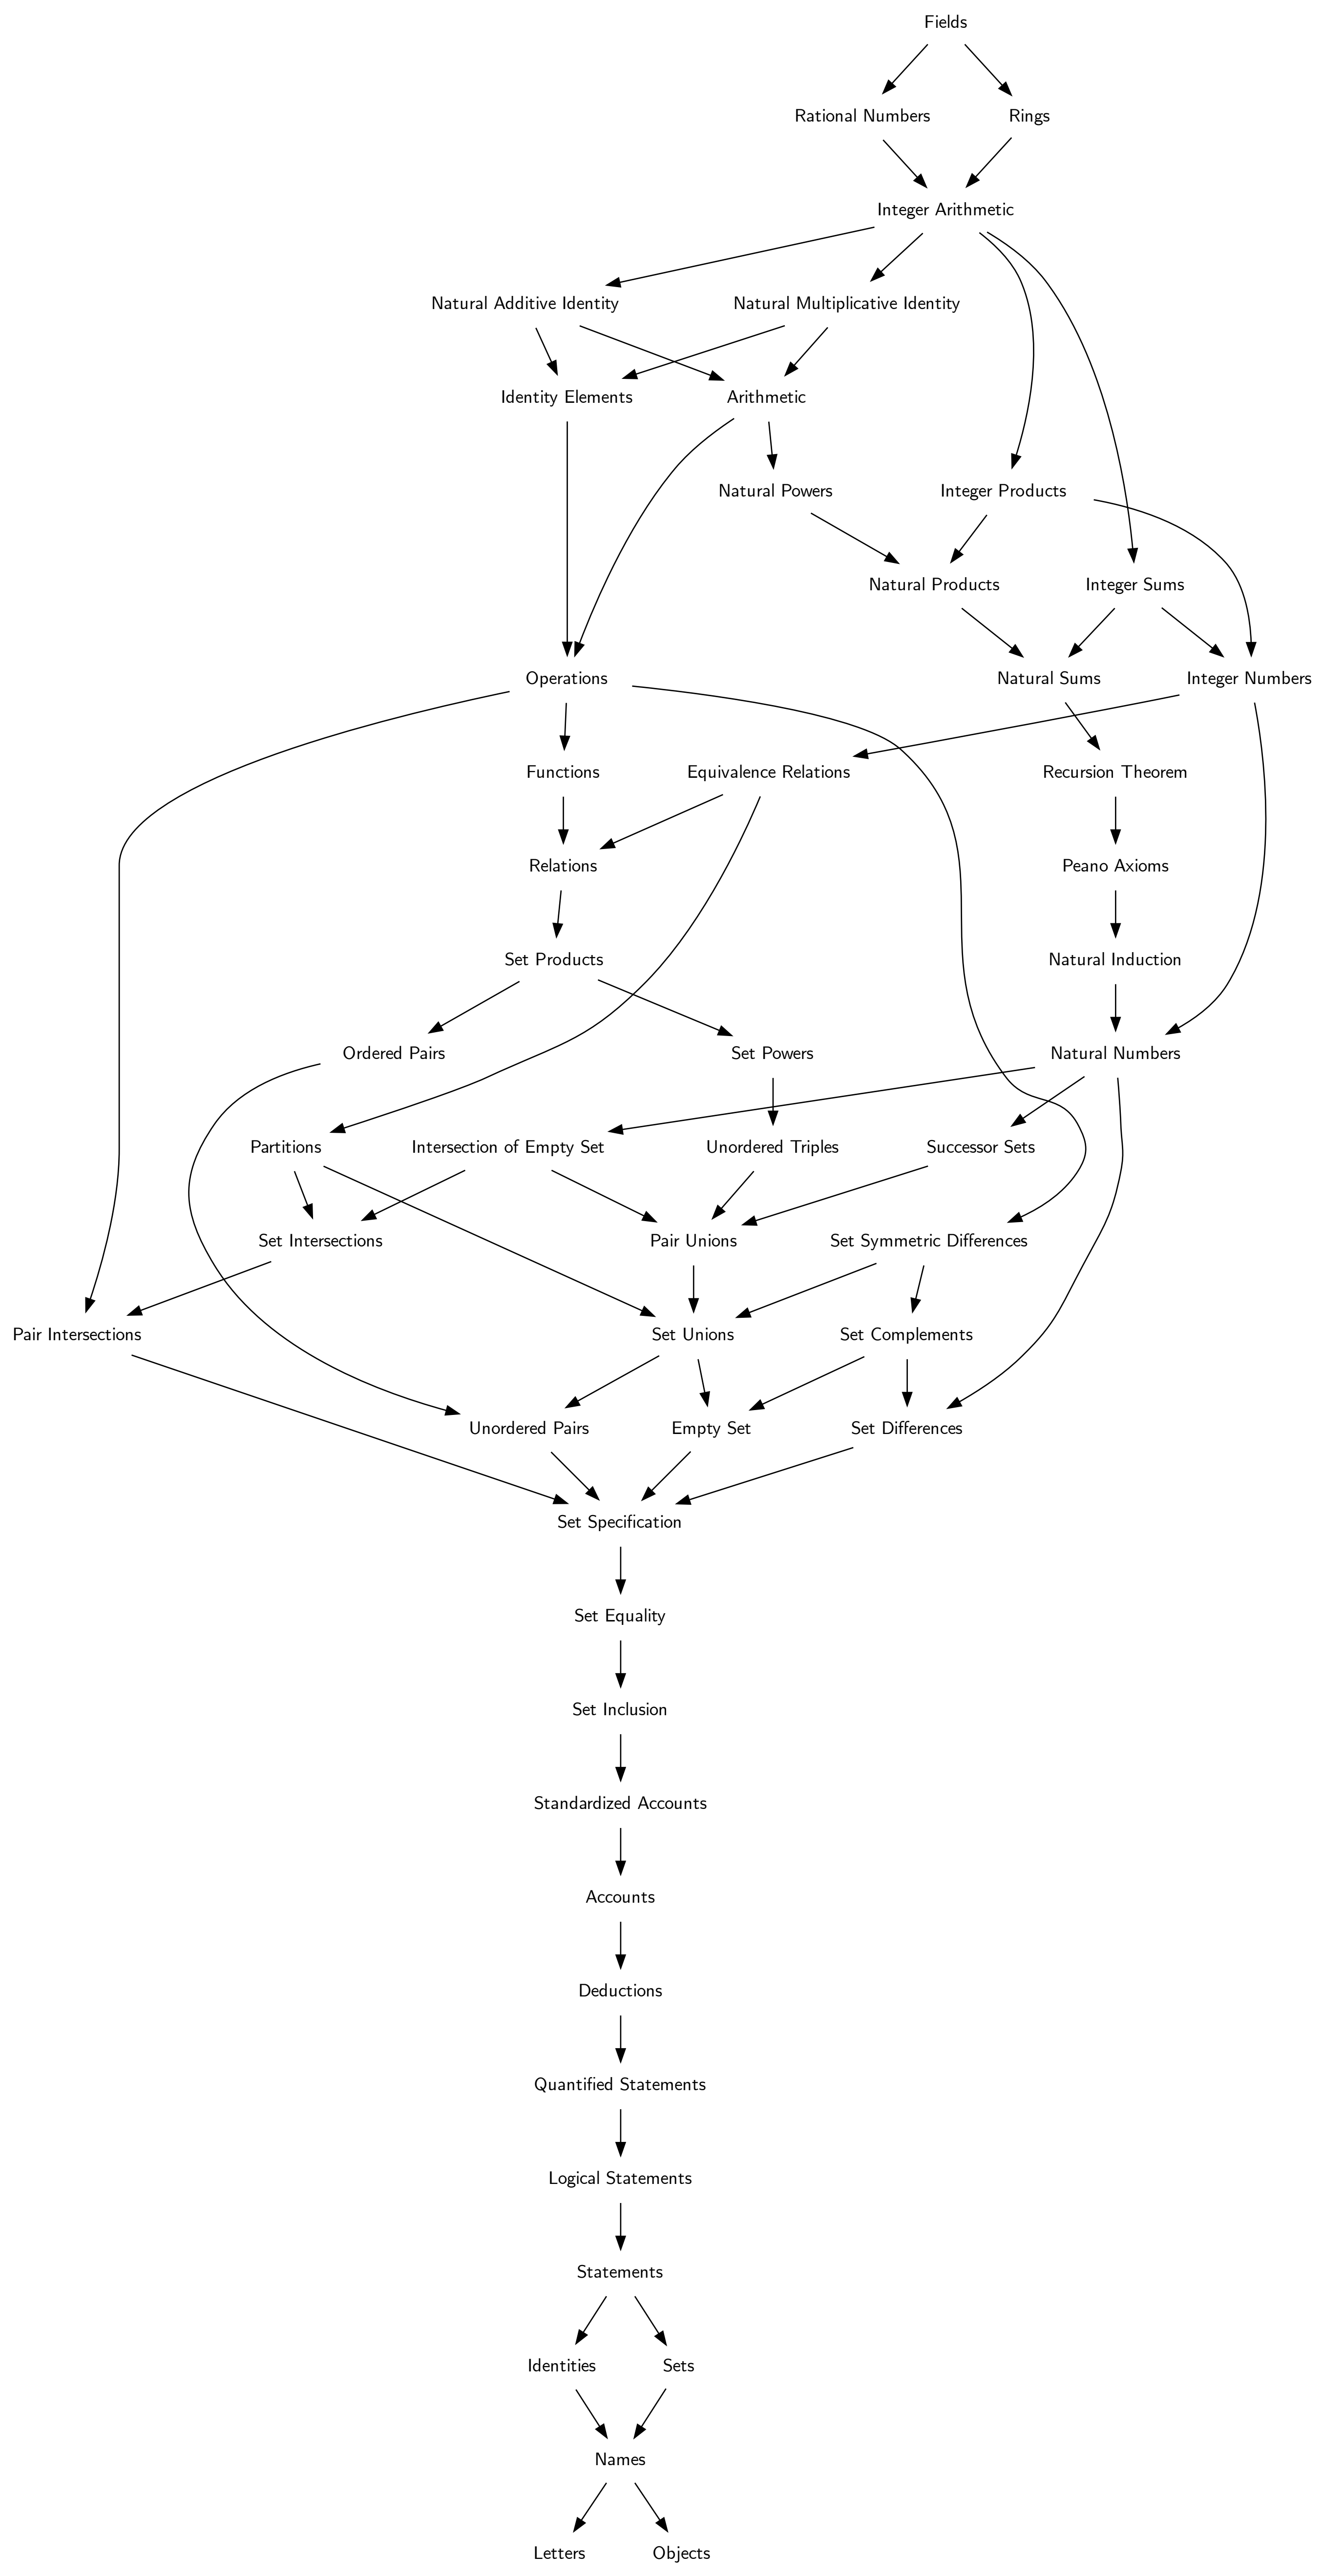 Fields
Rational Numbers
Rings
Integer Arithmetic
Natural Additive Identity
Natural Multiplicative Identity
Identity Elements
Arithmetic
Natural Powers
Integer Products
Natural Products
Integer Sums
Operations
Natural Sums
Integer Numbers
Functions
Equivalence Relations
Recursion Theorem
Relations
Peano Axioms
Set Products
Natural Induction
Ordered Pairs
Set Powers
Natural Numbers
Partitions
Intersection of Empty Set
Unordered Triples
Successor Sets
Set Intersections
Pair Unions
Set Symmetric Differences
Pair Intersections
Set Unions
Set Complements
Unordered Pairs
Empty Set
Set Differences
Set Specification
Set Equality
Set Inclusion
Standardized Accounts
Accounts
Deductions
Quantified Statements
Logical Statements
Statements
Identities
Sets
Names
Letters
Objects